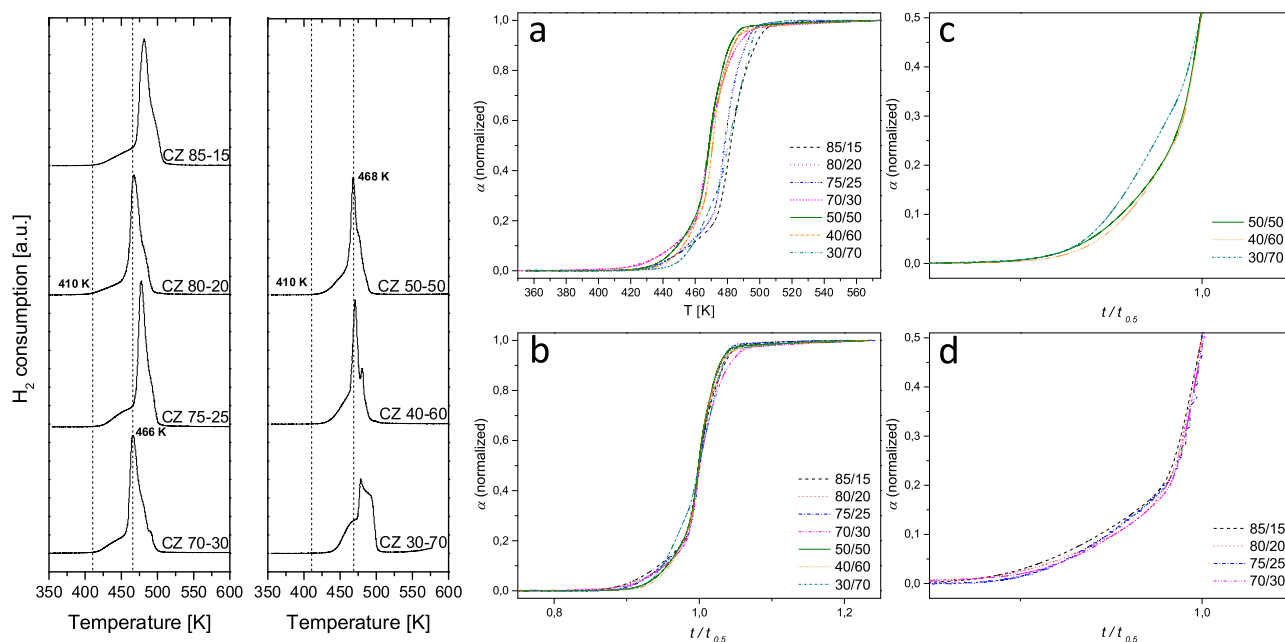 H2 consumption [a.u.]
CZ 85-15
CZ 80-20
410 K
CZ 75-25
466 K
CZ 70-30
350 400 450 500 550 600
Temperature [K]
468 K
CZ 50-50
410 K
CZ 40-60
CZ 30-70
350 400 450 500 550 600
Temperature [K]
a
α (normalized)
1,0
0,8
0,6
0,4
0,2
0,0
85/15
80/20
75/25
70/30
50/50
40/60
30/70
360 380 400 420 440 460 480 500 520 540 560
T [K]
b
α (normalized)
1,0
0,8
0,6
0,4
0,2
0,0
85/15
80/20
75/25
70/30
50/50
40/60
30/70
0,8 1,0 1,2
t / t0.5
c
α (normalized)
0,5
0,4
0,3
0,2
0,1
0,0
50/50
40/60
30/70
1,0
t / t0.5
d
α (normalized)
0,5
0,4
0,3
0,2
0,1
0,0
85/15
80/20
75/25
70/30
1,0
t / t0.5